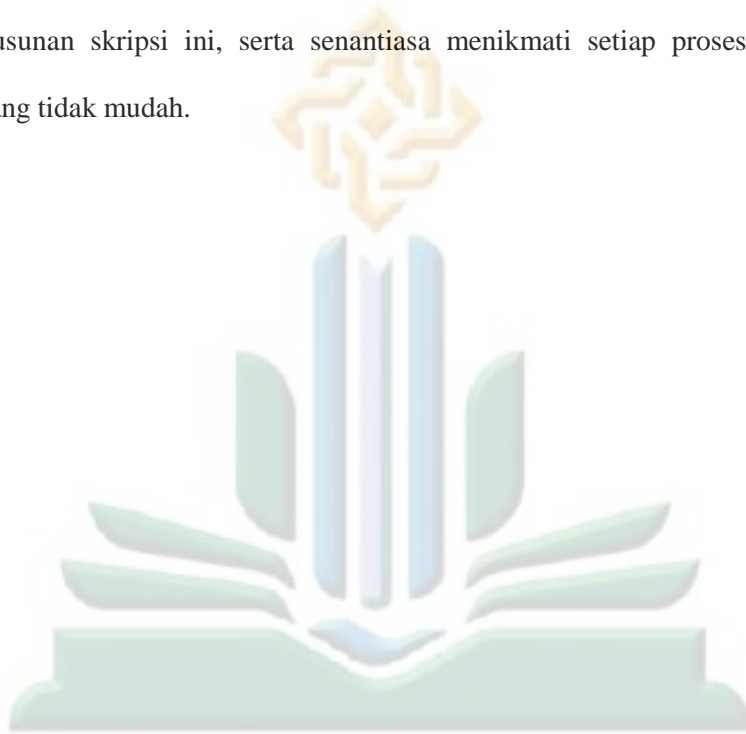 usunan skripsi ini, serta senantiasa menikmati setiap proses
ang tidak mudah.